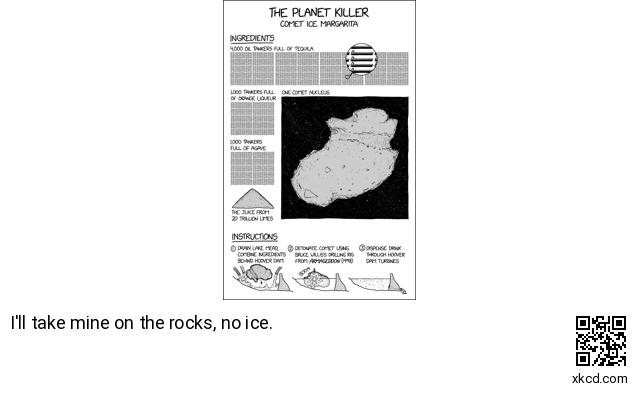 THE PLANET KILLER
COMET ICE MARGARITA
INGREDIENTS
4,000 OIL TANKERS FULL OF TEQUILA
1,000 TANKERS FULL
OF ORANGE LIQUEUR
ONE COMET NUCLEUS
1,000 TANKERS
FULL OF AGAVE
THE JUICE FROM
20 TRILLION LIMES
INSTRUCTIONS
1 DRAIN LAKE MEAD,
COMBINE INGREDIENTS
BEHIND HOOVER DAM
2 DETONATE COMET USING
BRUCE WILLIS'S DRILLING RIG
FROM ARMAGEDDON (1998)
3 DISPENSE DRINK
THROUGH HOOVER
DAM TURBINES
BOOM
I'll take mine on the rocks, no ice.
xkcd.com